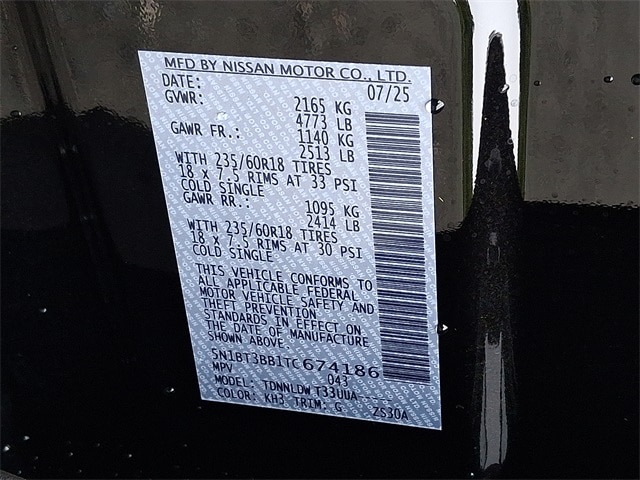 MFD BY NISSAN MOTOR CO., LTD.
DATE: 07/25
GVWR: 2165 KG
4773 LB
GAWR FR.: 1140 KG
2513 LB
WITH 235/60R18 TIRES
18 x 7.5 RIMS AT 33 PSI
COLD SINGLE
GAWR RR.: 1095 KG
2414 LB
WITH 235/60R18 TIRES
18 x 7.5 RIMS AT 30 PSI
COLD SINGLE
THIS VEHICLE CONFORMS TO
ALL APPLICABLE FEDERAL
MOTOR VEHICLE SAFETY AND
THEFT PREVENTION
STANDARDS IN EFFECT ON
THE DATE OF MANUFACTURE
SHOWN ABOVE.
5N1BT3BB1TC674186
MPV 043
MODEL: TDNNLDW T33UUA-----
COLOR: KH3 TRIM: G ZS30A